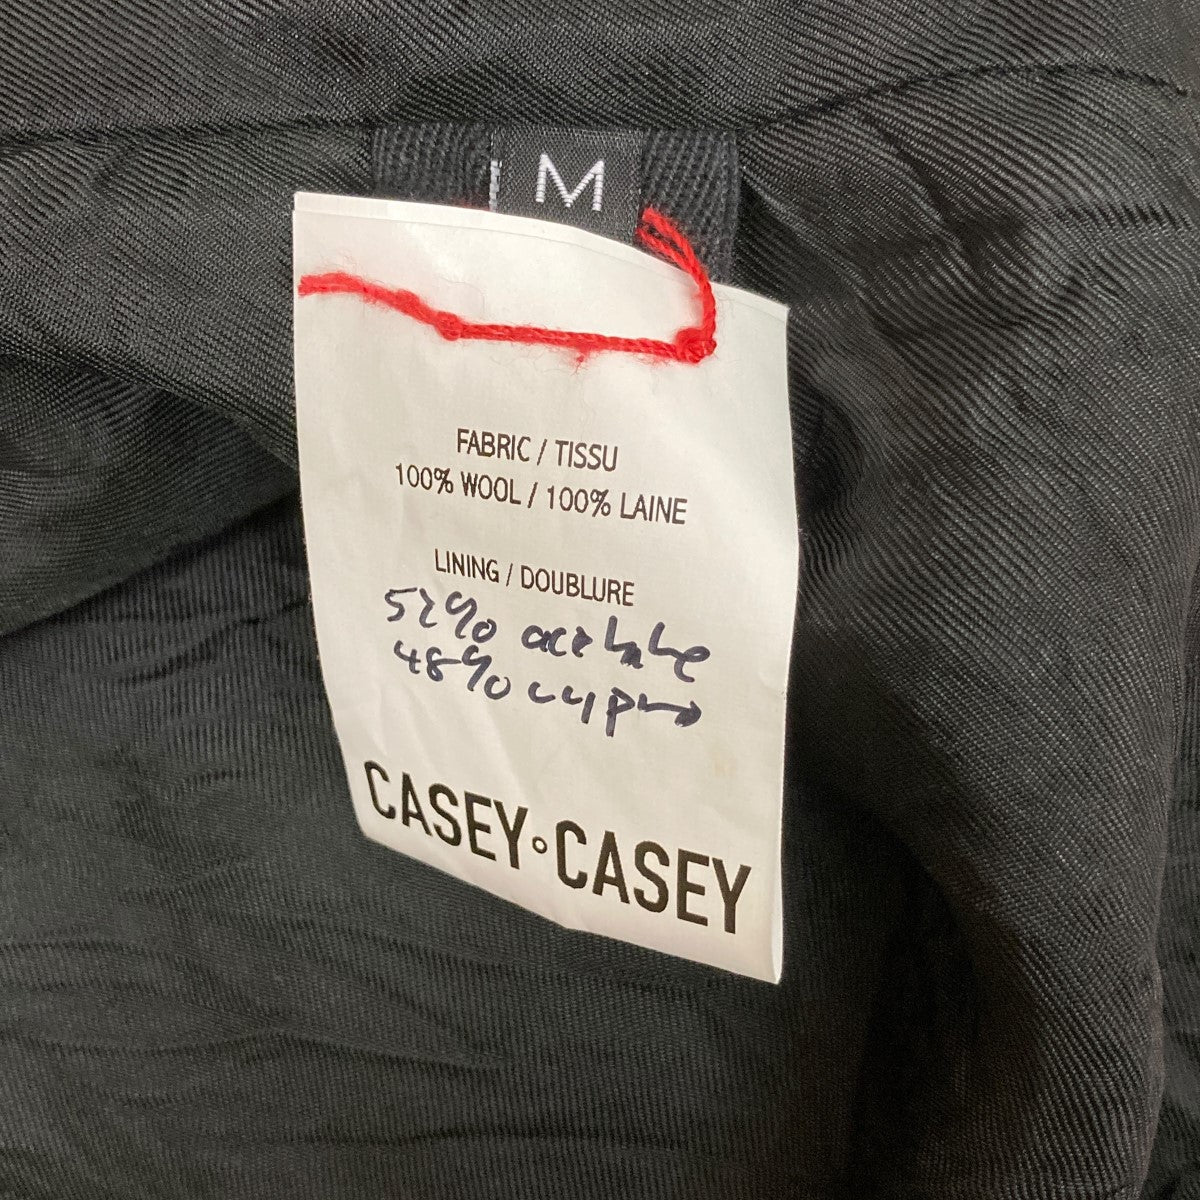 M
FABRIC / TISSU
100% WOOL / 100% LAINE
LINING / DOUBLURE
52% acetate
48% cupro
CASEY°CASEY